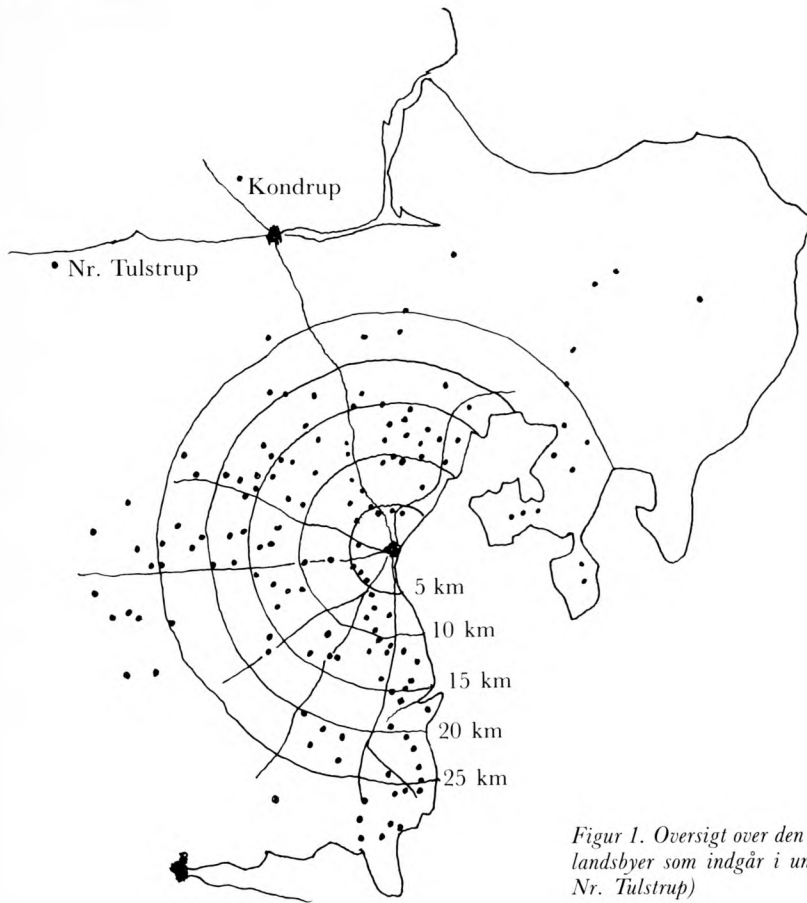 Kondrup
Nr. Tulstrup
5 km
10 km
15 km
20 km
25 km
Figur 1. Oversigt over den
landsbyer som indgår i
Nr. Tulstrup)